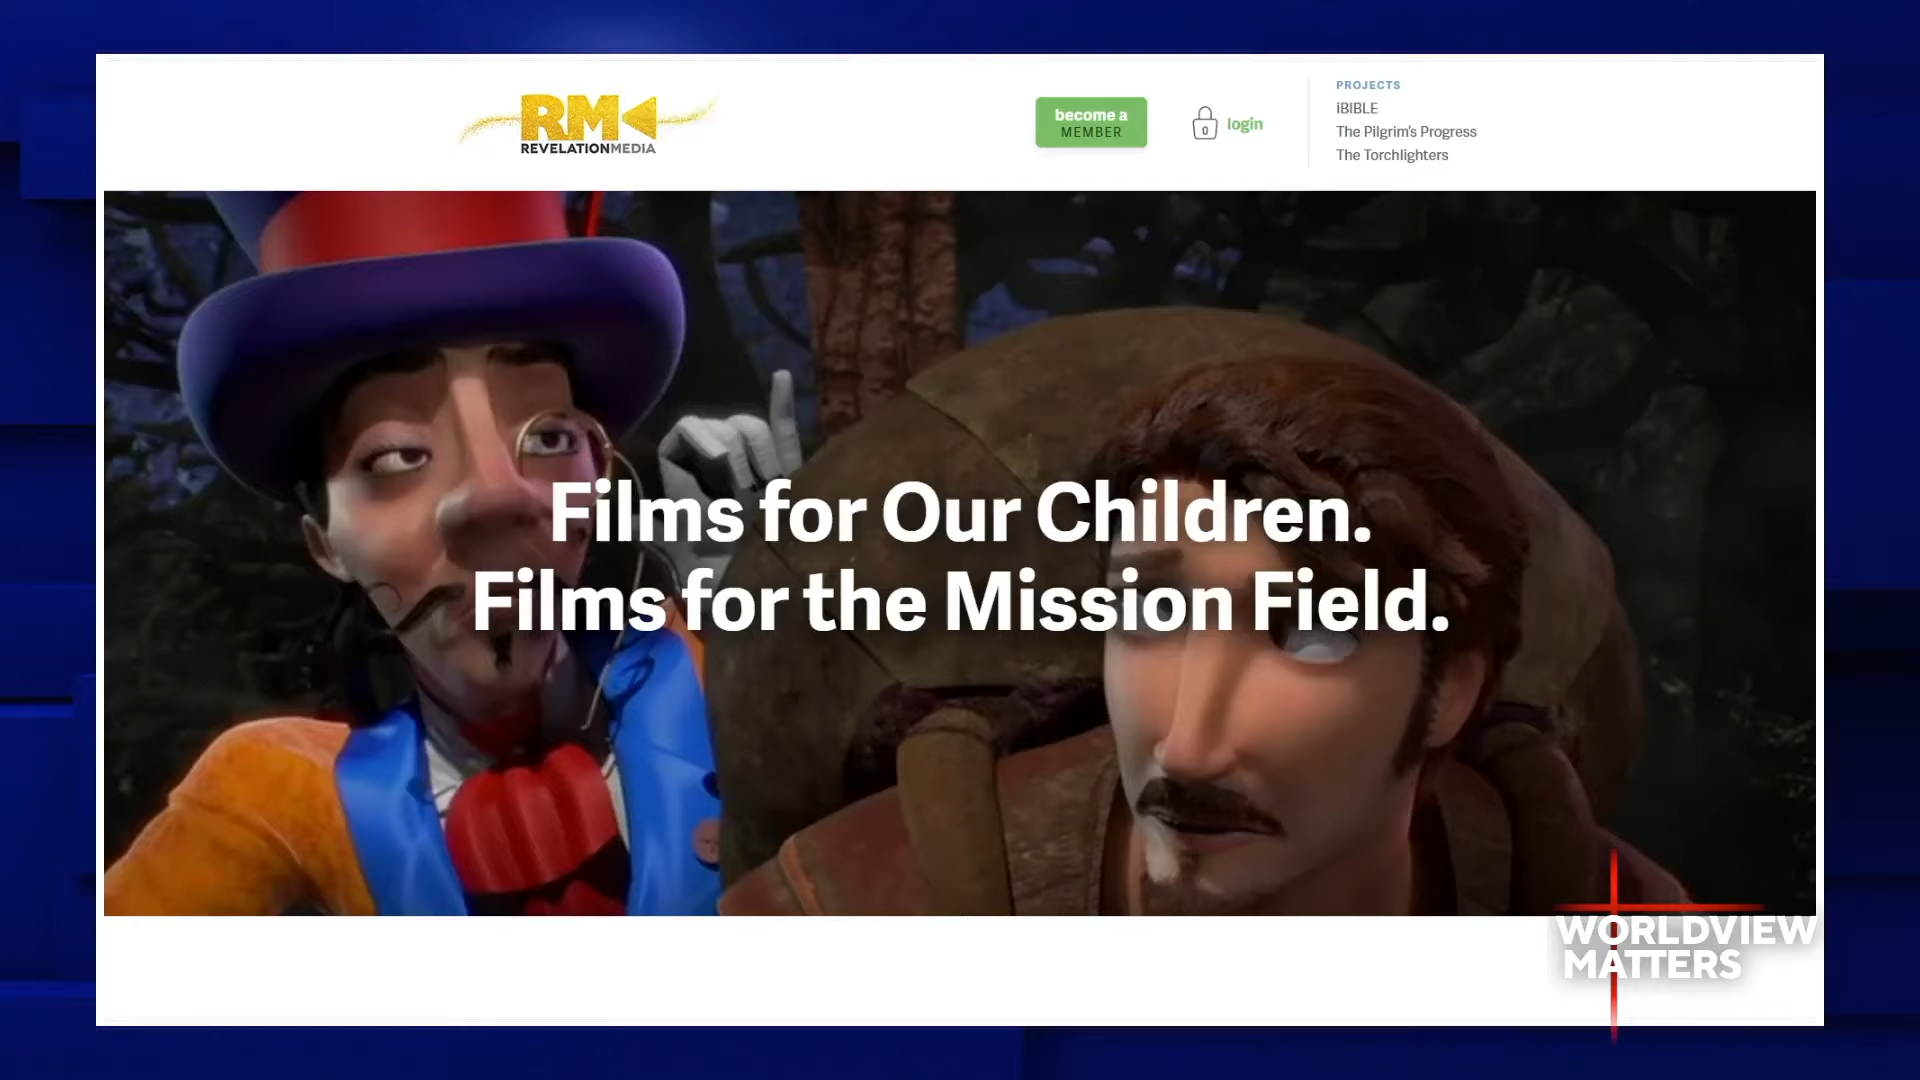 RM
REVELATIONMEDIA
become a
MEMBER
login
PROJECTS
iBIBLE
The Pilgrim's Progress
The Torchlighters
Films for Our Children.
Films for the Mission Field.
WORLDVIEW
MATTERS